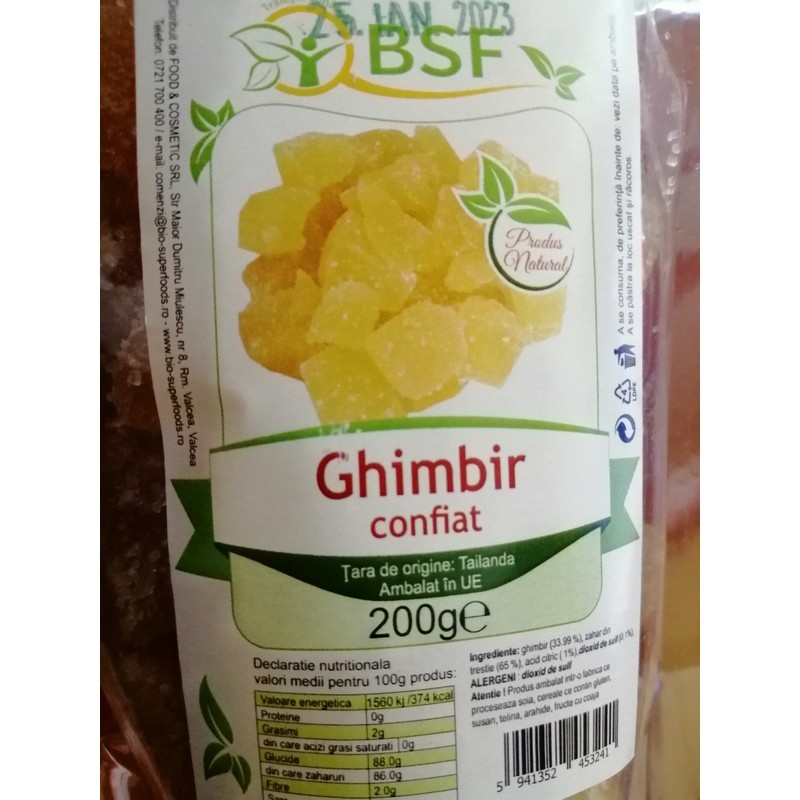 25. IAN. 2023
BSF
Distribuit de FOOD & COSMETIC SRL., Str Maior Dumitru Miulescu, nr 8, Rm. Valcea, Valcea
Telefon: 0721 700 400 / e-mail: comenzi@bio-superfoods.ro - www.bio-superfoods.ro
Produs
Natural
A se consuma, de preferință înainte de: vezi data pe ambalaj
A se păstra la loc uscat și răcoros.
4
LDPE
Ghimbir
confiat
Țara de origine: Tailanda
Ambalat în UE
200g℮
Declaratie nutritionala
valori medii pentru 100g produs:
Valoare energetica 1560 kj /374 kcal
Proteine 0g
Grasimi 2g
din care acizi grasi saturati 0g
Glucide 88.0g
din care zaharuri 86.0g
Fibre 2.0g
Ingrediente: ghimbir (33.99 %), zahar din
trestie (65 %), acid citric ( 1%), dioxid de sulf (0.1%).
ALERGENI : dioxid de sulf
Atentie ! Produs ambalat intr-o fabrica ce
proceseaza soia, cereale ce contin gluten,
susan, telina, arahide, fructe cu coaja
5 941352 453241